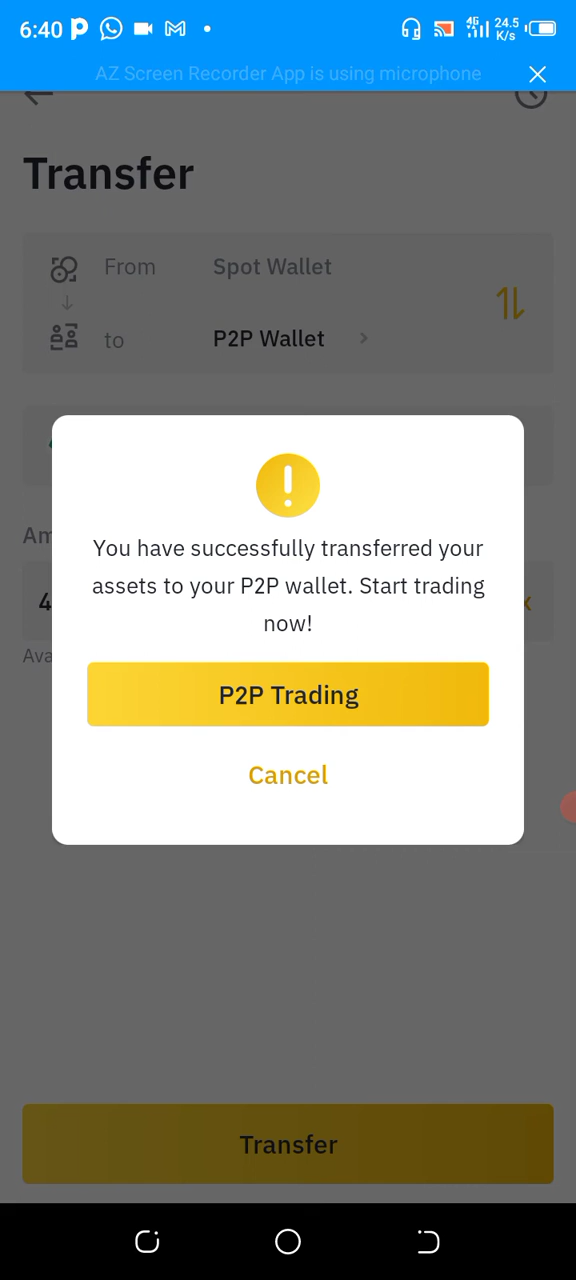 6:40
4G 24.5 K/s
AZ Screen Recorder App is using microphone
Transfer
From Spot Wallet
to P2P Wallet
You have successfully transferred your
assets to your P2P wallet. Start trading
now!
P2P Trading
Cancel
Transfer